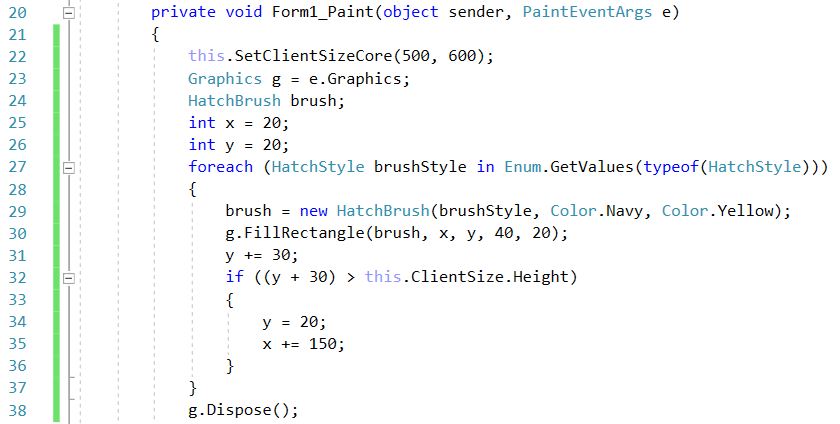 20 private void Form1_Paint(object sender, PaintEventArgs e)
21 {
22 this.SetClientSizeCore(500, 600);
23 Graphics g = e.Graphics;
24 HatchBrush brush;
25 int x = 20;
26 int y = 20;
27 foreach (HatchStyle brushStyle in Enum.GetValues(typeof(HatchStyle)))
28 {
29 brush = new HatchBrush(brushStyle, Color.Navy, Color.Yellow);
30 g.FillRectangle(brush, x, y, 40, 20);
31 y += 30;
32 if ((y + 30) > this.ClientSize.Height)
33 {
34 y = 20;
35 x += 150;
36 }
37 }
38 g.Dispose();